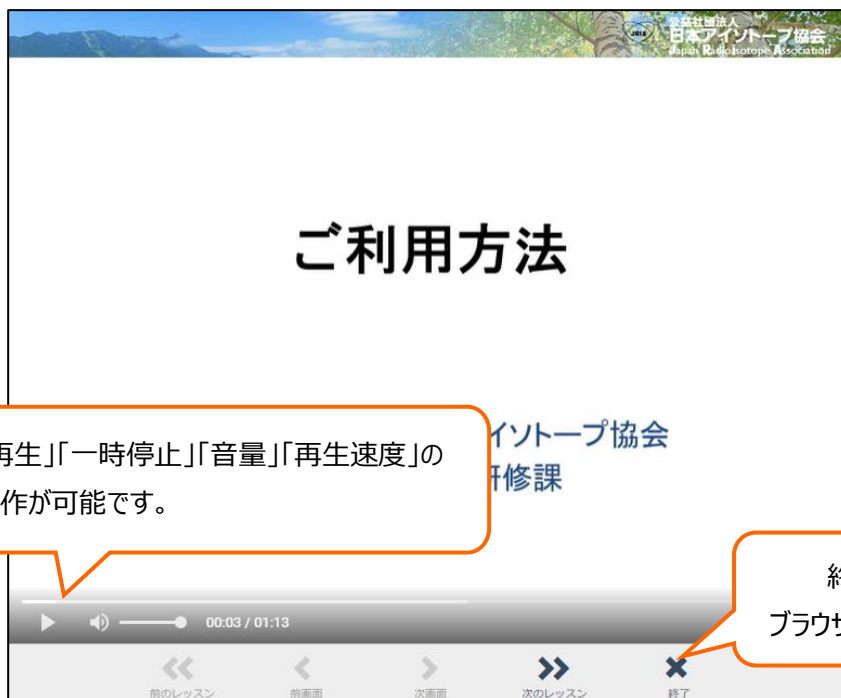 公益社団法人
日本アイソトープ協会
Japan Radioisotope Association
ご利用方法
イソトープ協会
修課
再生」「一時停止」「音量」「再生速度」の
作が可能です。
終
ブラウザ
00:03 / 01:13
前のレッスン
前画面
次画面
次のレッスン
終了